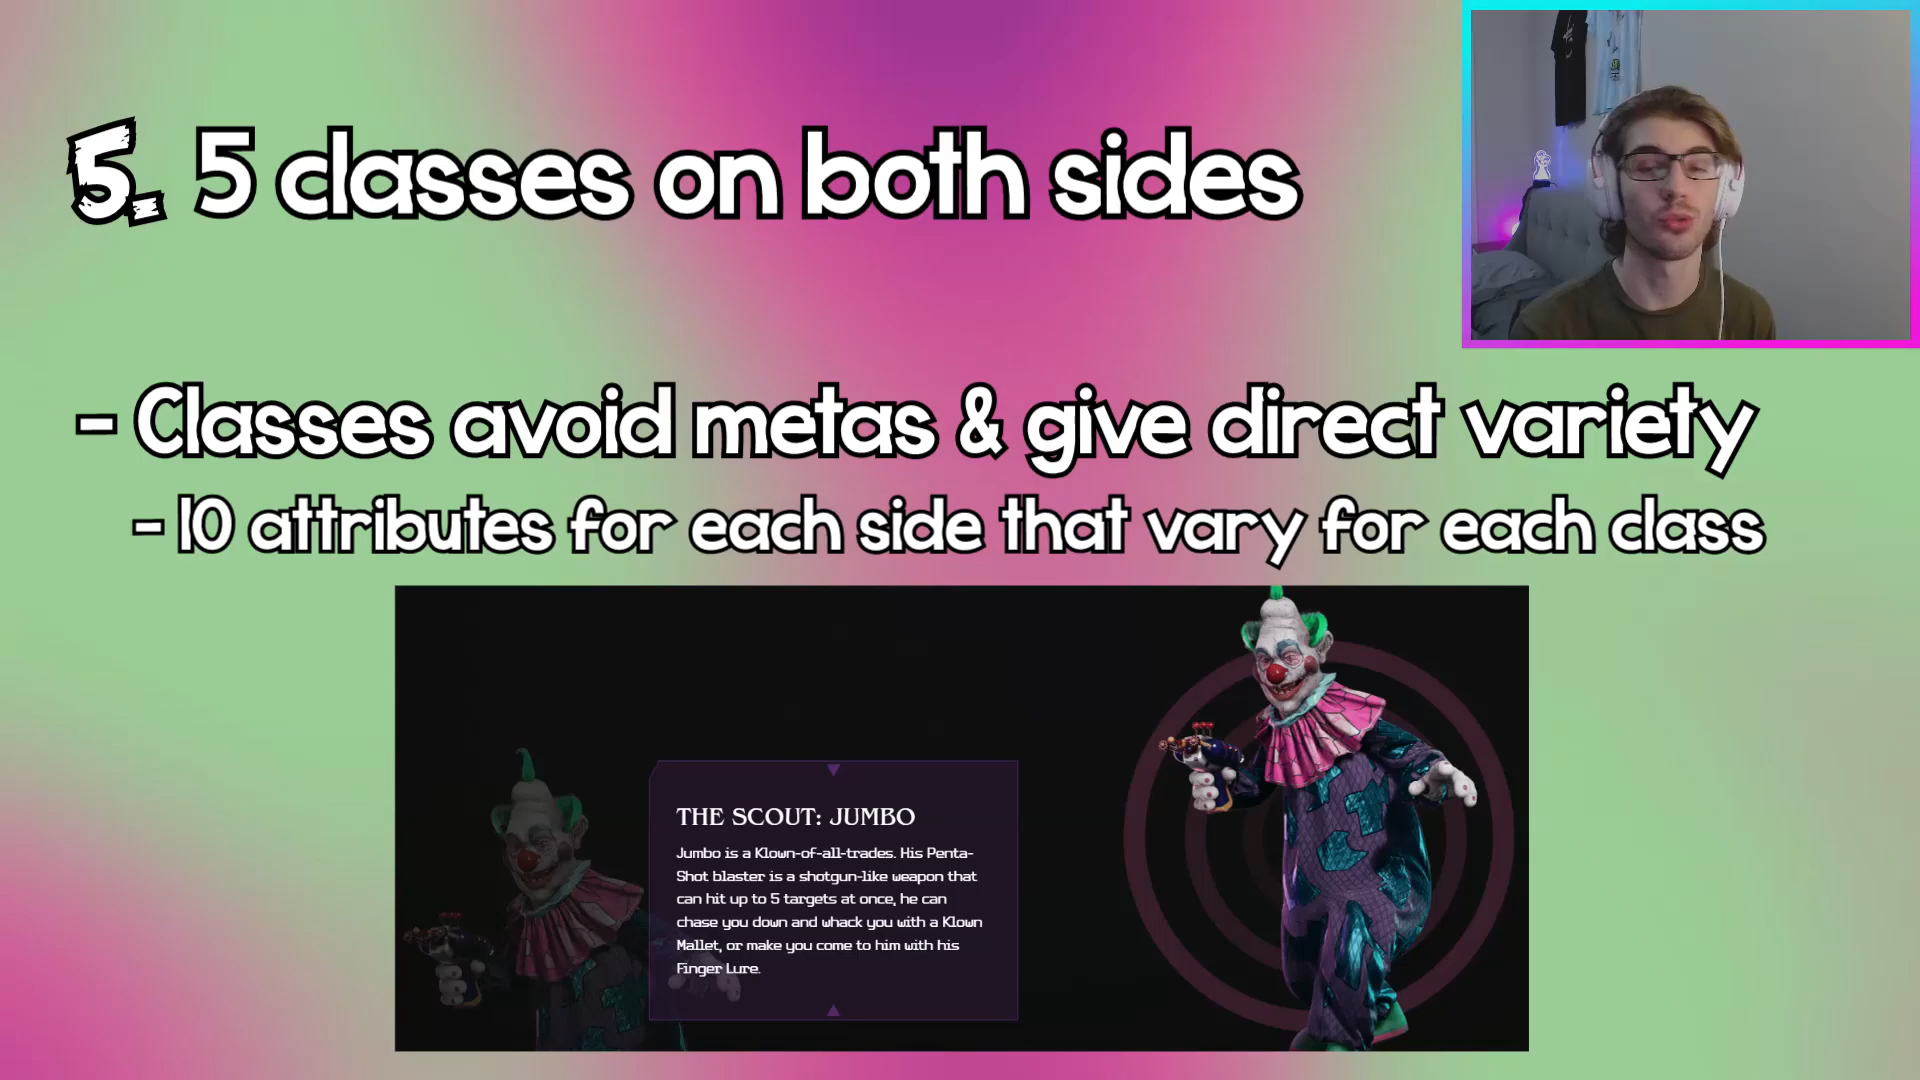 5. 5 classes on both sides
- Classes avoid metas & give direct variety
- 10 attributes for each side that vary for each class
THE SCOUT: JUMBO
Jumbo is a Klown-of-all-trades. His Penta-
Shot blaster is a shotgun-like weapon that
can hit up to 5 targets at once, he can
chase you down and whack you with a Klown
Mallet, or make you come to him with his
Finger Lure.